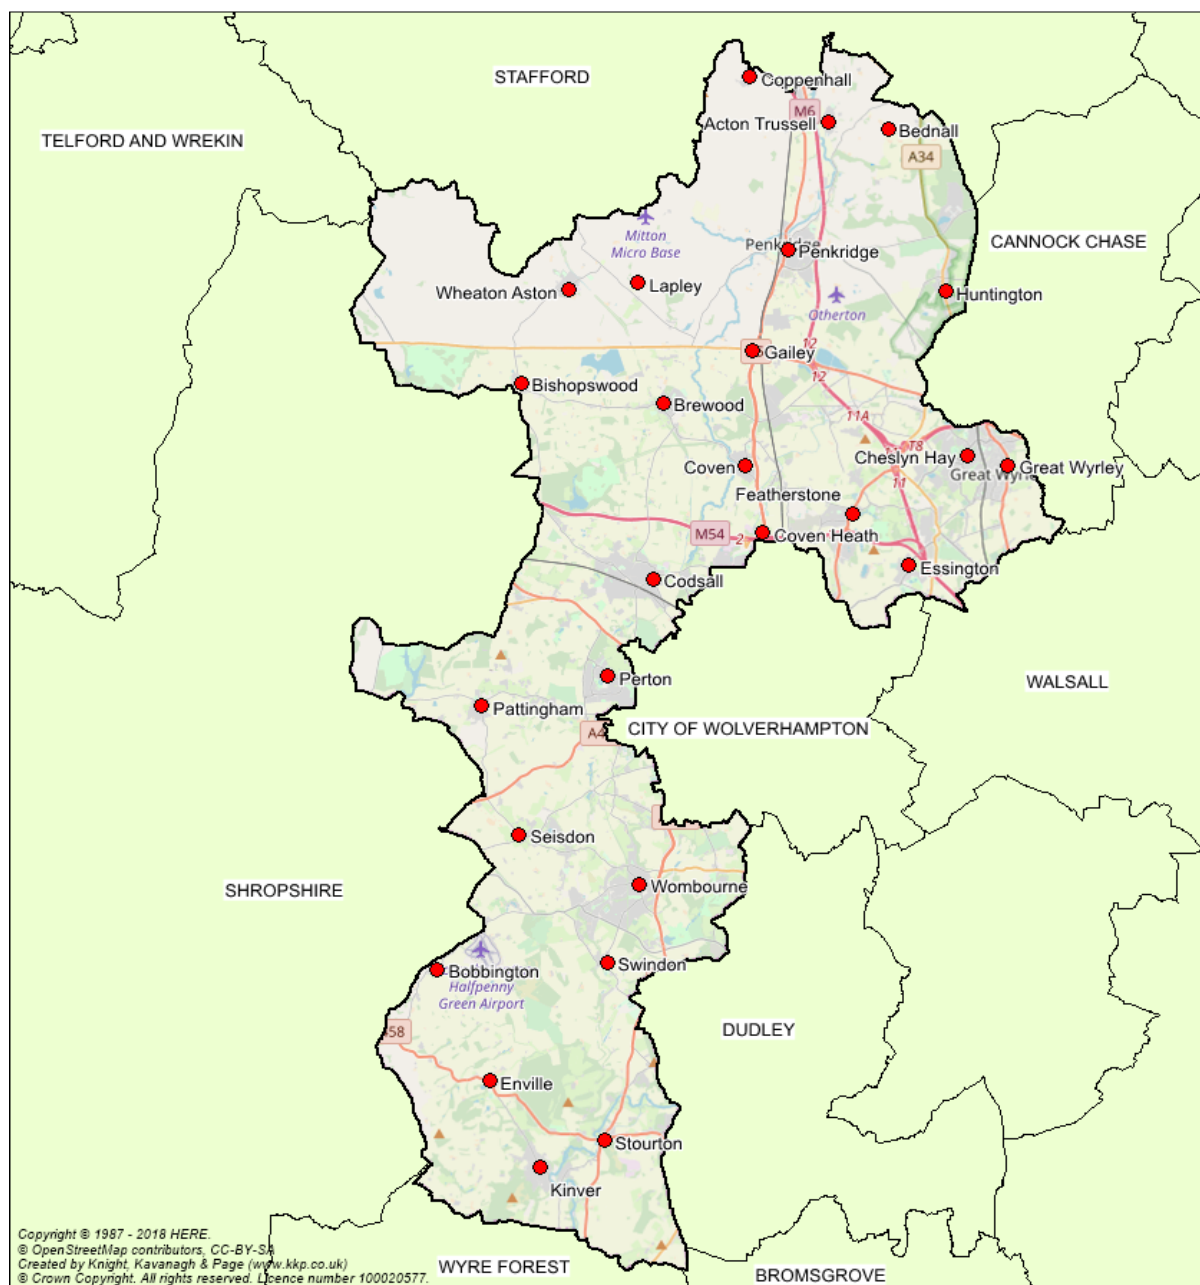 STAFFORD
Coppenhall
M6
Acton Trussell
Bednall
TELFORD AND WREKIN
A34
Mitton
Micro Base
CANNOCK CHASE
Penkridge
Penkridge
Wheaton Aston
Lapley
Huntington
Otherton
12
Gailey
12
Bishopswood
Brewood
11A
T8
Cheslyn Hay
Coven
Great Wyrley
11
Featherstone
M54
2
Coven Heath
Essington
Codsall
Perton
WALSALL
Pattingham
CITY OF WOLVERHAMPTON
Seisdon
SHROPSHIRE
Wombourne
Swindon
Bobbington
Halfpenny
Green Airport
DUDLEY
Enville
Stourton
Kinver
Copyright © 1987 - 2018 HERE.
© OpenStreetMap contributors, CC-BY-SA
Created by Knight, Kavanagh & Page (www.kkp.co.uk)
© Crown Copyright. All rights reserved. Licence number 100020577.
WYRE FOREST
BROMSGROVE